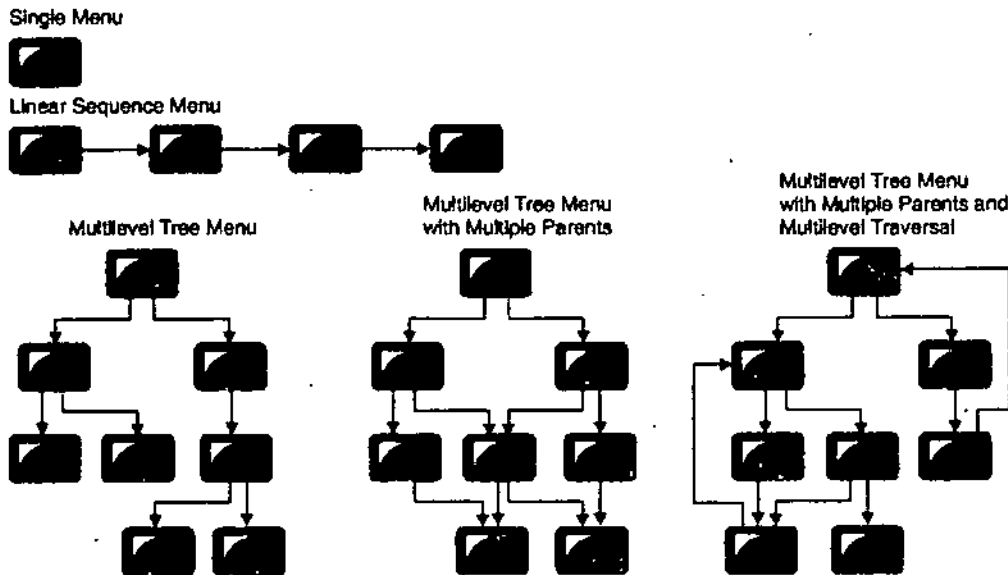 Single Menu
Linear Sequence Menu
Multilevel Tree Menu
Multilevel Tree Menu
with Multiple Parents
Multilevel Tree Menu
with Multiple Parents and
Multilevel Traversal